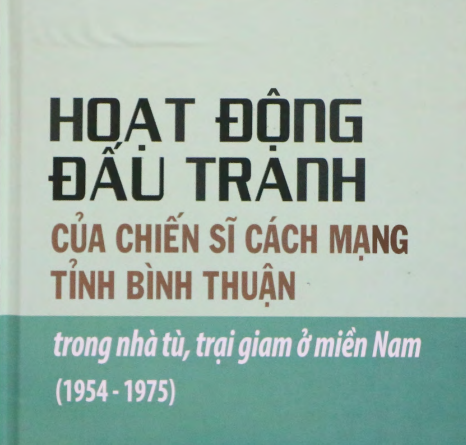 HOẠT ĐỘNG
ĐẤU TRANH
CỦA CHIẾN SĨ CÁCH MẠNG
TỈNH BÌNH THUẬN
trong nhà tù, trại giam ở miền Nam
(1954 - 1975)